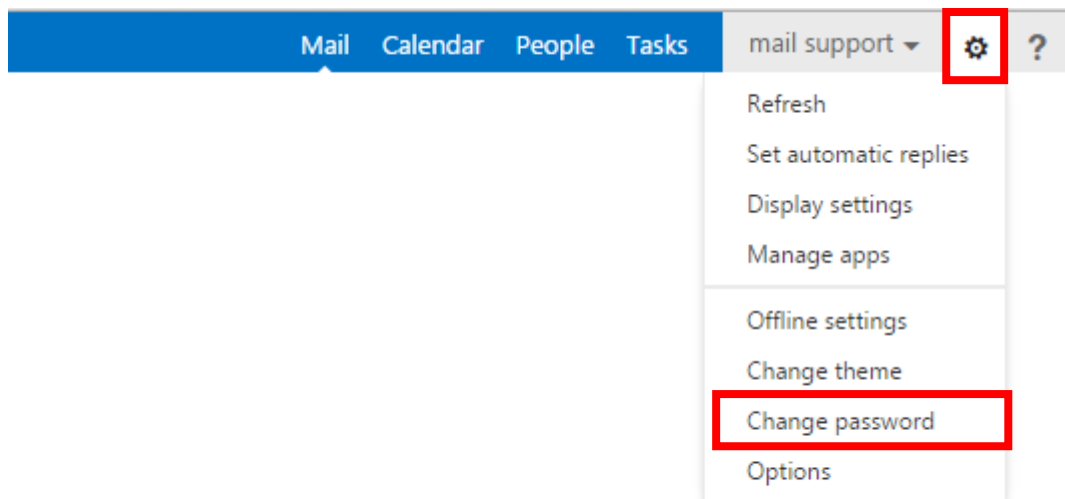 Mail Calendar People Tasks mail support ?
Refresh
Set automatic replies
Display settings
Manage apps
Offline settings
Change theme
Change password
Options